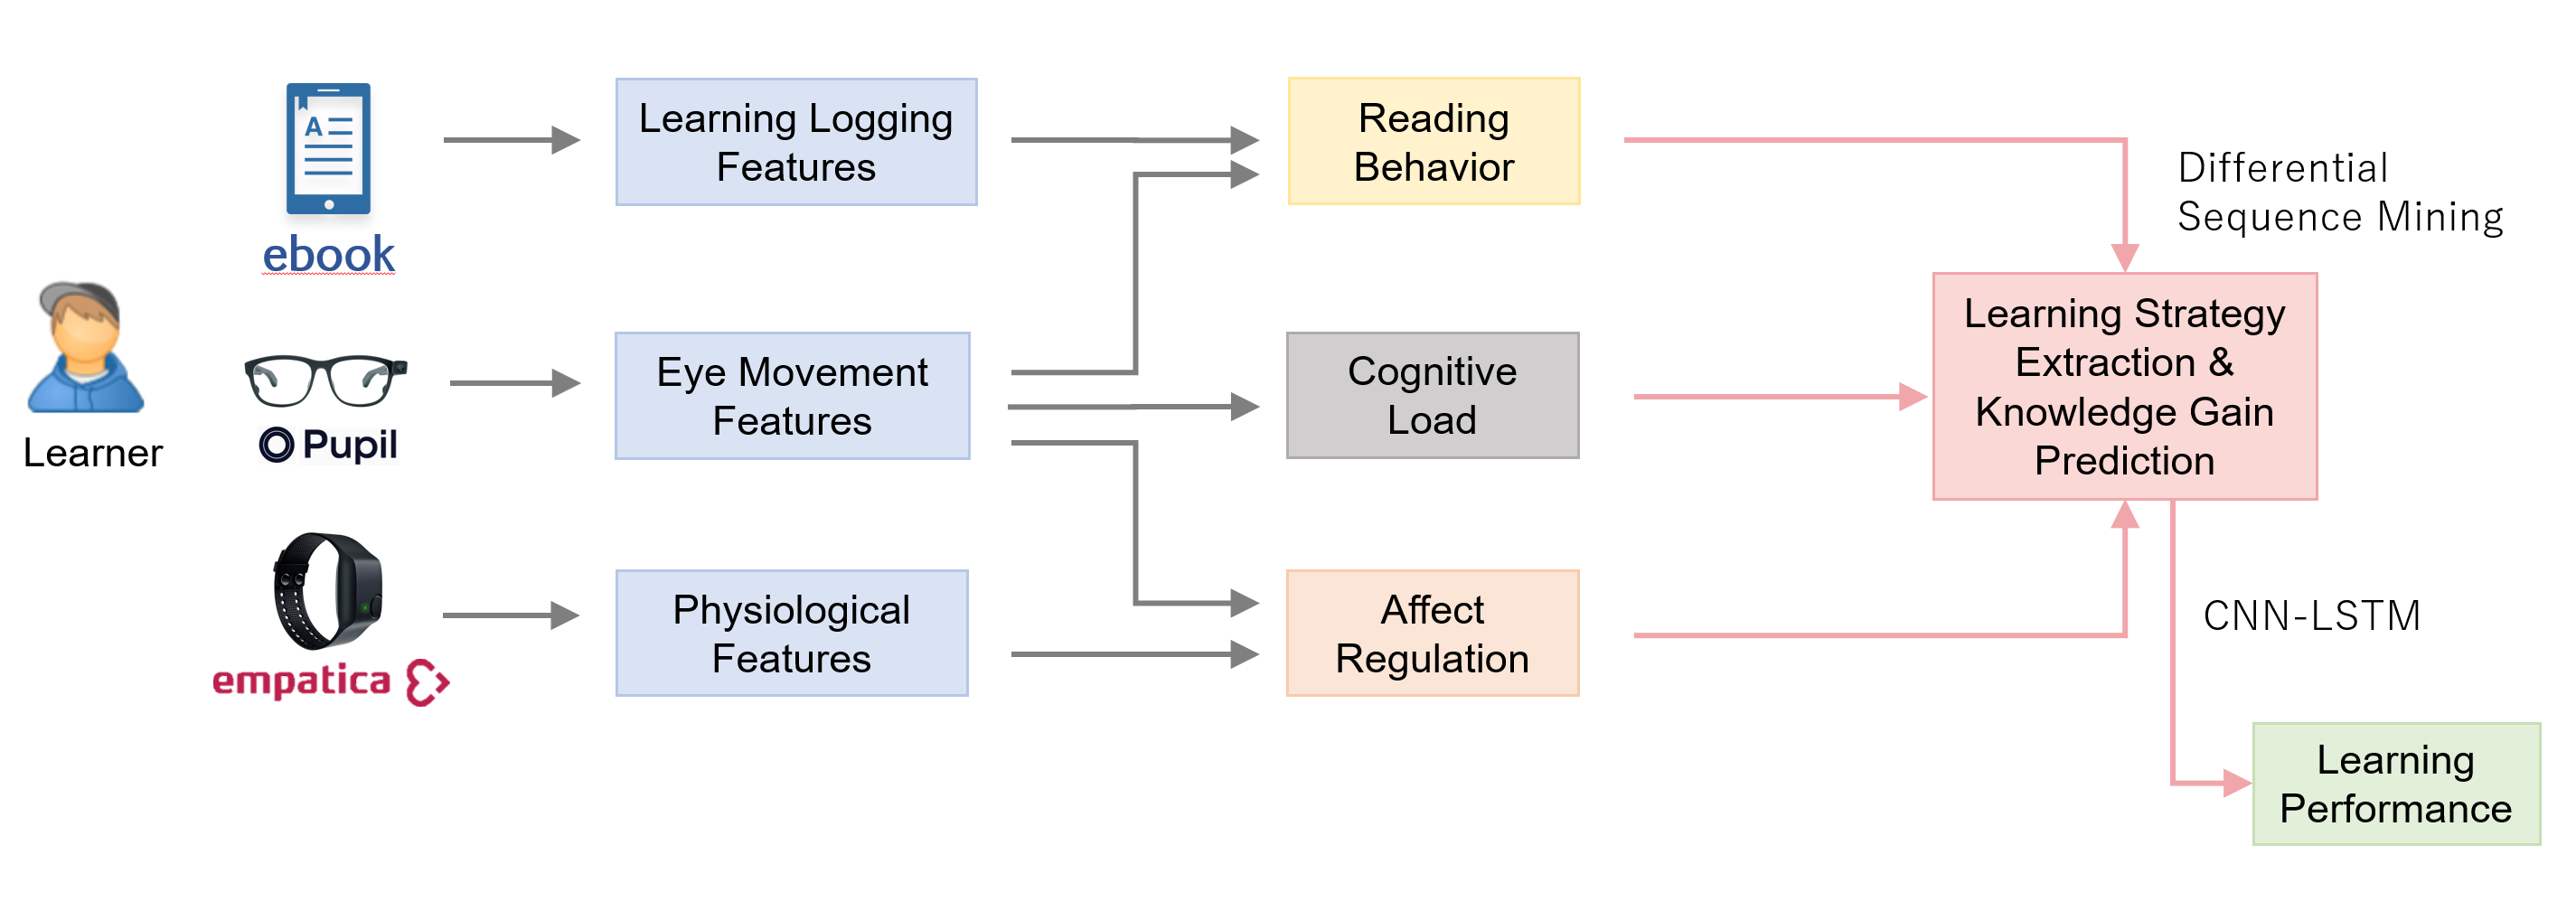 ebook
Learner
Pupil
empatica
Learning Logging
Features
Eye Movement
Features
Physiological
Features
Reading
Behavior
Cognitive
Load
Affect
Regulation
Differential
Sequence Mining
Learning Strategy
Extraction &
Knowledge Gain
Prediction
CNN-LSTM
Learning
Performance